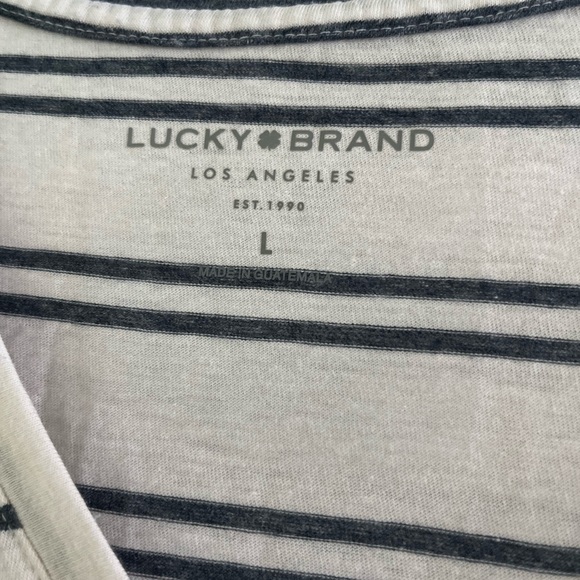 LUCKY BRAND
LOS ANGELES
EST. 1990
L
MADE IN GUATEMALA